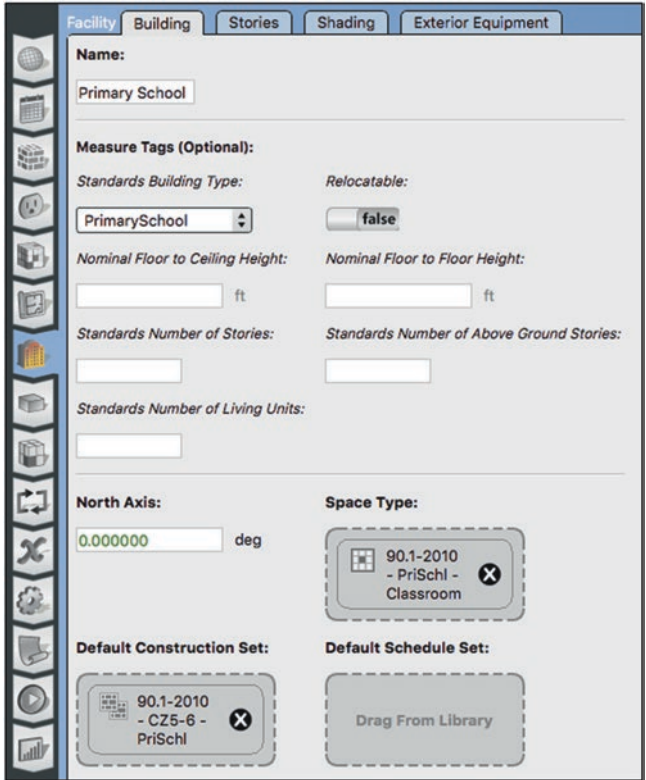 Facility Building Stories Shading Exterior Equipment
Name:
Primary School
Measure Tags (Optional):
Standards Building Type: Relocatable:
PrimarySchool false
Nominal Floor to Ceiling Height: Nominal Floor to Floor Height:
ft ft
Standards Number of Stories: Standards Number of Above Ground Stories:
Standards Number of Living Units:
North Axis: Space Type:
0.000000 deg
90.1-2010
- PriSchl -
Classroom
Default Construction Set: Default Schedule Set:
90.1-2010
- CZ5-6 -
PriSchl
Drag From Library